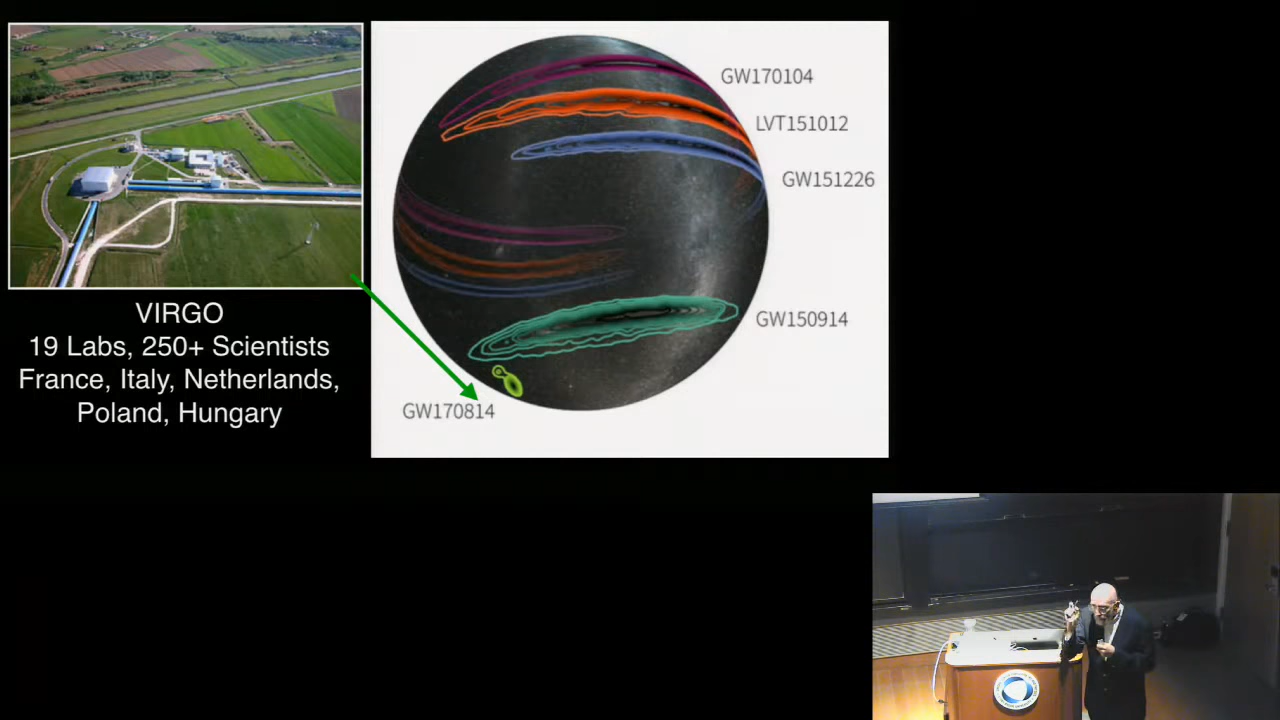 VIRGO
19 Labs, 250+ Scientists
France, Italy, Netherlands,
Poland, Hungary
GW170104
LVT151012
GW151226
GW150914
GW170814